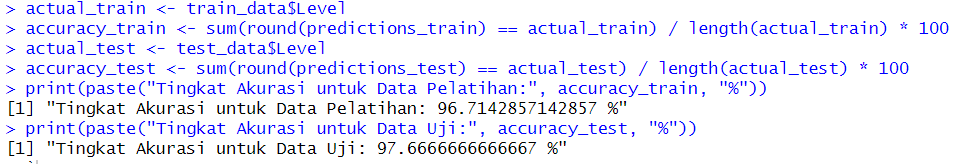 > actual_train <- train_data$Level
> accuracy_train <- sum(round(predictions_train) == actual_train) / length(actual_train) * 100
> actual_test <- test_data$Level
> accuracy_test <- sum(round(predictions_test) == actual_test) / length(actual_test) * 100
> print(paste("Tingkat Akurasi untuk Data Pelatihan:", accuracy_train, "%"))
[1] "Tingkat Akurasi untuk Data Pelatihan: 96.7142857142857 %"
> print(paste("Tingkat Akurasi untuk Data Uji:", accuracy_test, "%"))
[1] "Tingkat Akurasi untuk Data Uji: 97.6666666666667 %"